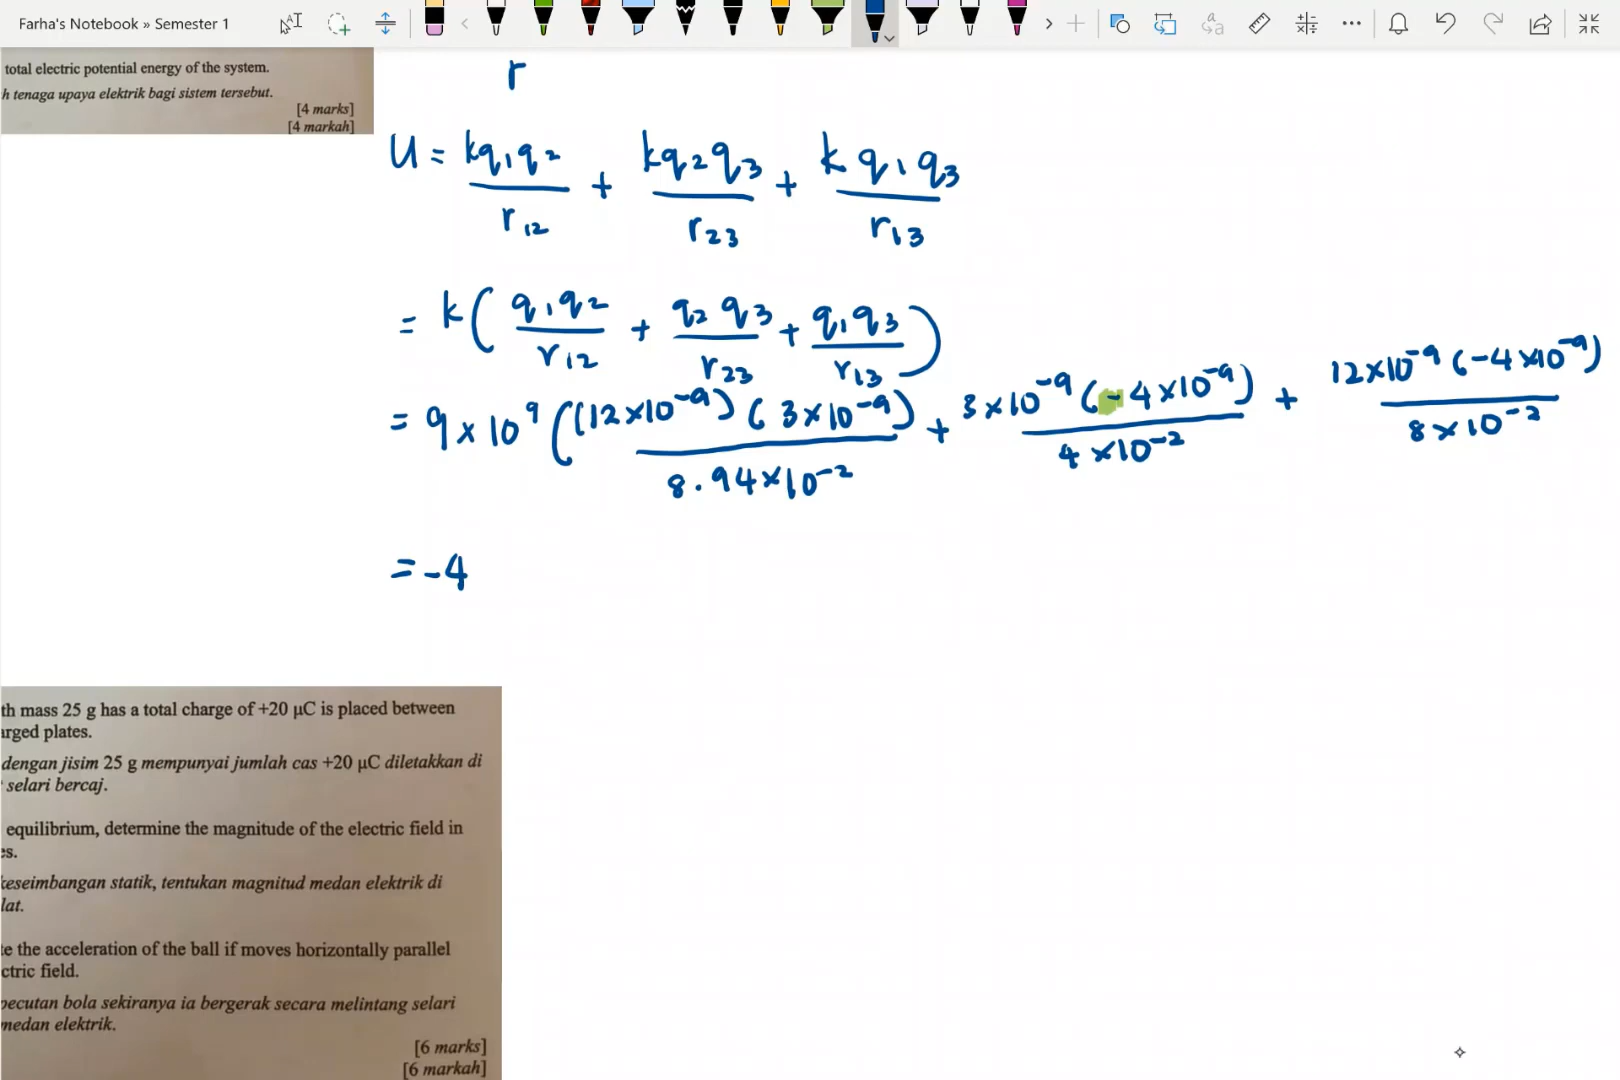 Farha's Notebook » Semester 1
total electric potential energy of the system.
h tenaga upaya elektrik bagi sistem tersebut.
[4 marks]
[4 markah]
r
U = kq₁q₂/r₁₂ + kq₂q₃/r₂₃ + kq₁q₃/r₁₃
= k(q₁q₂/r₁₂ + q₂q₃/r₂₃ + q₁q₃/r₁₃)
= 9×10⁹((12×10⁻⁹)(3×10⁻⁹)/8.94×10⁻² + 3×10⁻⁹(-4×10⁻⁹)/4×10⁻² + 12×10⁻⁹(-4×10⁻⁹)/8×10⁻²
= -4
th mass 25 g has a total charge of +20 µC is placed between
arged plates.
dengan jisim 25 g mempunyai jumlah cas +20 µC diletakkan di
selari bercaj.
equilibrium, determine the magnitude of the electric field in
es.
keseimbangan statik, tentukan magnitud medan elektrik di
lat.
te the acceleration of the ball if moves horizontally parallel
ctric field.
pecutan bola sekiranya ia bergerak secara melintang selari
medan elektrik.
[6 marks]
[6 markah]